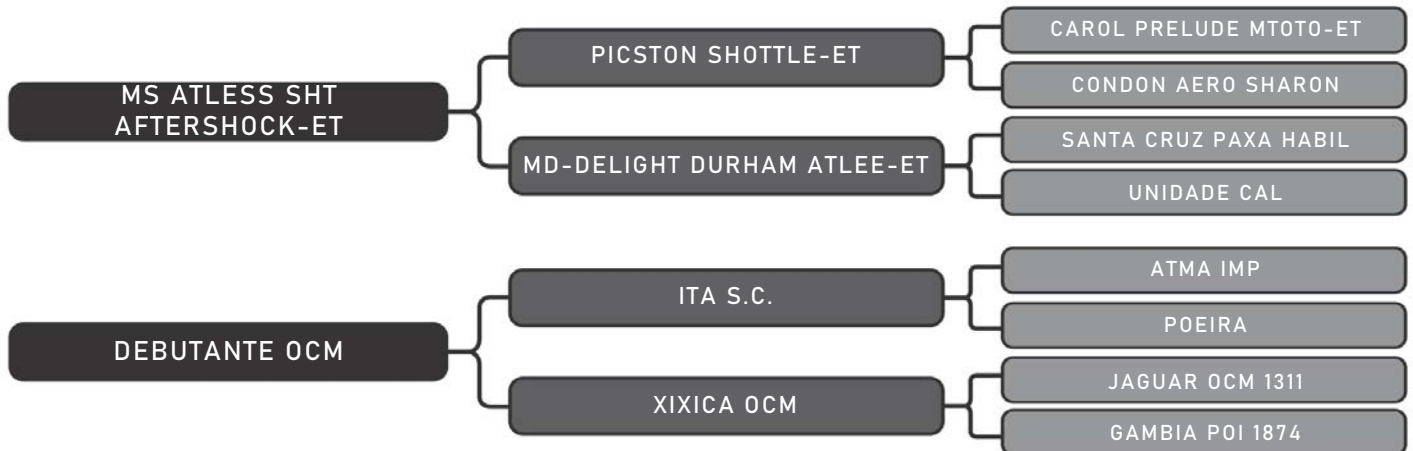 MS ATLESS SHT
AFTERSHOCK-ET
PICSTON SHOTTLE-ET
CAROL PRELUDE MTOTO-ET
CONDON AERO SHARON
MD-DELIGHT DURHAM ATLEE-ET
SANTA CRUZ PAXA HABIL
UNIDADE CAL
DEBUTANTE OCM
ITA S.C.
ATMA IMP
POEIRA
XIXICA OCM
JAGUAR OCM 1311
GAMBIA POI 1874